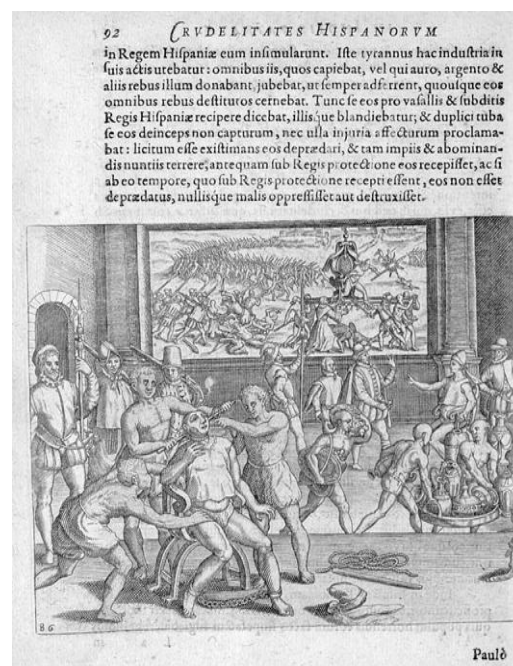 92 CRVDELITATES HISPANORVM
in Regem Hispaniæ eum insimularunt. Iste tyrannus hac industria in
suis actis utebatur: omnibus iis, quos capiebat, vel qui auro, argento &
aliis rebus illum donabant, jubebat, ut semper adferrent, quousque eos
omnibus rebus destitutos cernebat. Tunc se eos pro vasallis & subditis
Regis Hispaniæ recipere dicebat, illisque blandiebatur; & duplici tuba
se eos deinceps non capturum, nec ulla injuria affecturum proclama-
bat: licitum esse existimans eos deprædari, & tam impiis & abominan-
dis nuntiis terrere, antequam sub Regis protectione eos recepisset, ac si
ab eo tempore, quo sub Regis protectione recepti essent, eos non esset
deprædatus, nullisque malis oppressisset aut destruxisset.
86
Paulò